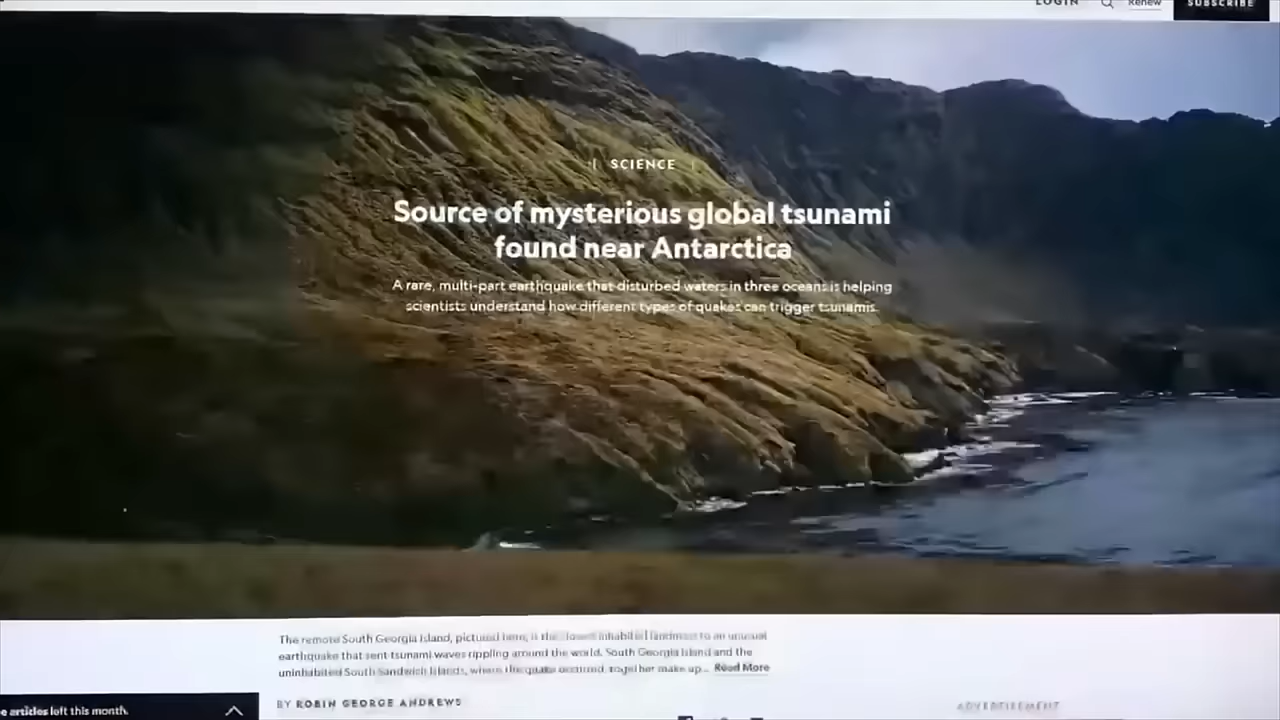 LOGIN
Renew
SUBSCRIBE
SCIENCE
Source of mysterious global tsunami
found near Antarctica
A rare, multi-part earthquake that disturbed waters in three oceans is helping
scientists understand how different types of quakes can trigger tsunamis.
The remote South Georgia Island, pictured here, is the closest inhabited landmass to an unusual
earthquake that sent tsunami waves rippling around the world. South Georgia Island and the
uninhabited South Sandwich Islands, where the quake occurred, together make up... Read More
BY ROBIN GEORGE ANDREWS
e articles left this month.
ADVERTISEMENT